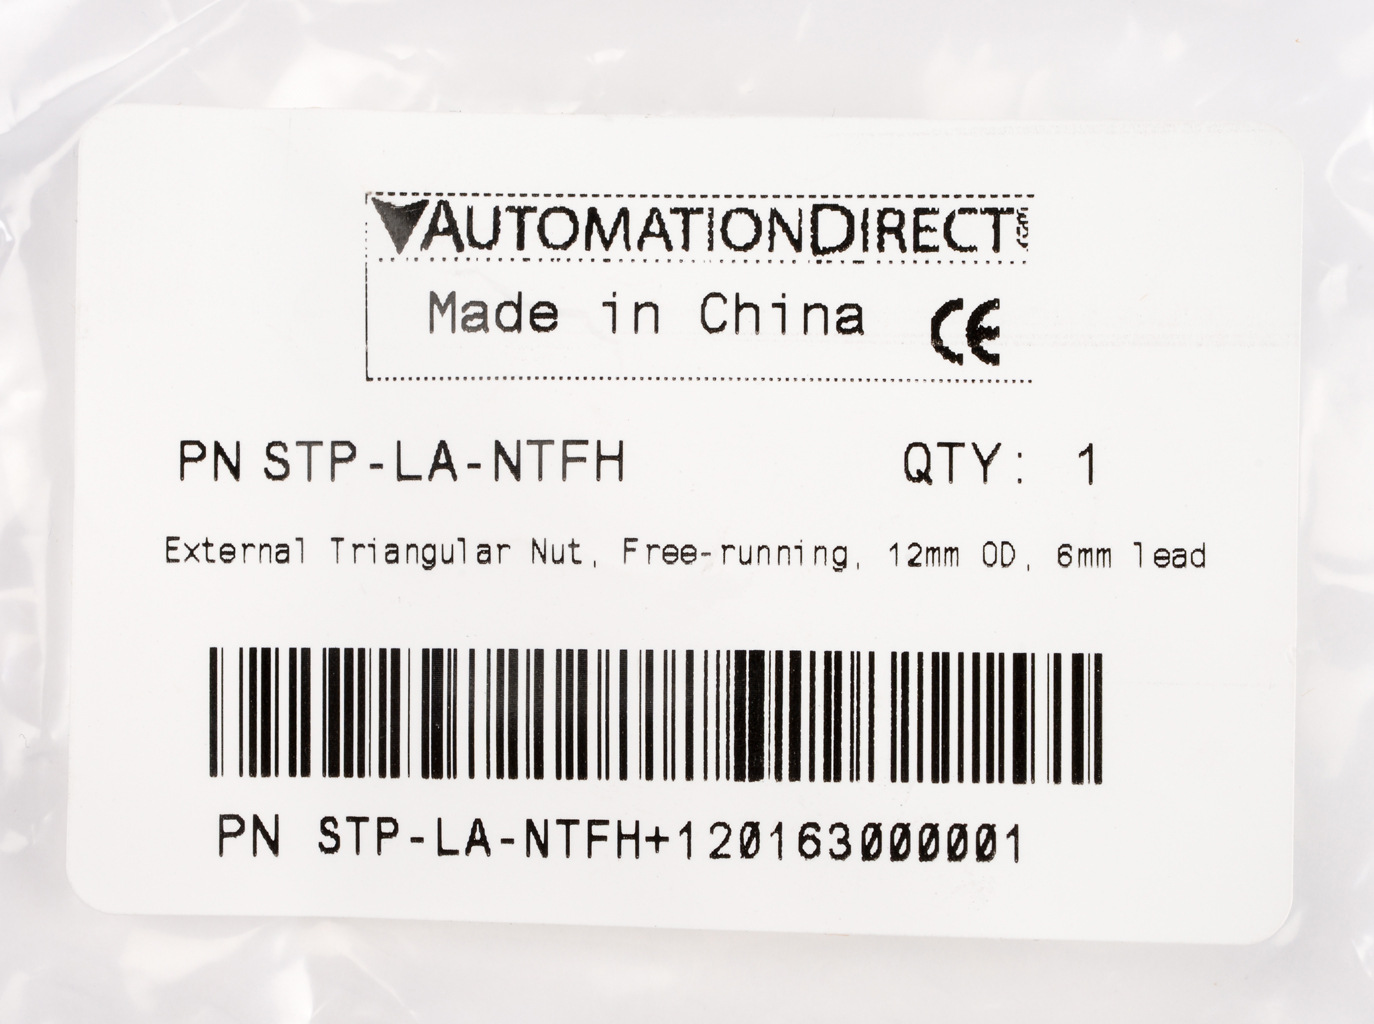 AUTOMATIONDIRECT.COM
Made in China CE
PN STP-LA-NTFH QTY: 1
External Triangular Nut, Free-running, 12mm OD, 6mm lead
PN STP-LA-NTFH+120163000001